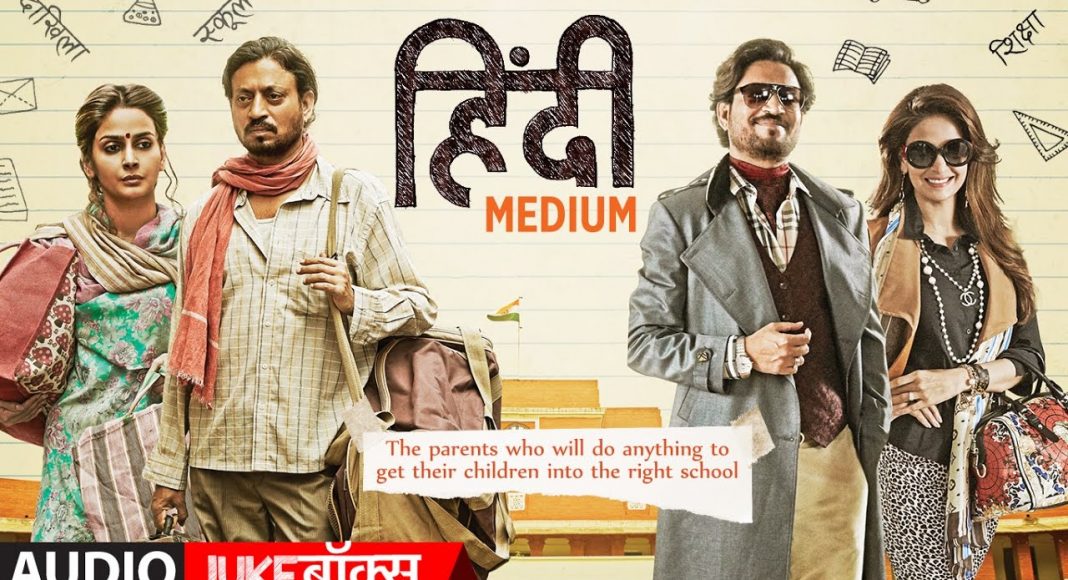 दाखिला
स्कूल
शिक्षा
हिंदी
MEDIUM
The parents who will do anything to
get their children into the right school
AUDIO JUKEबॉक्स